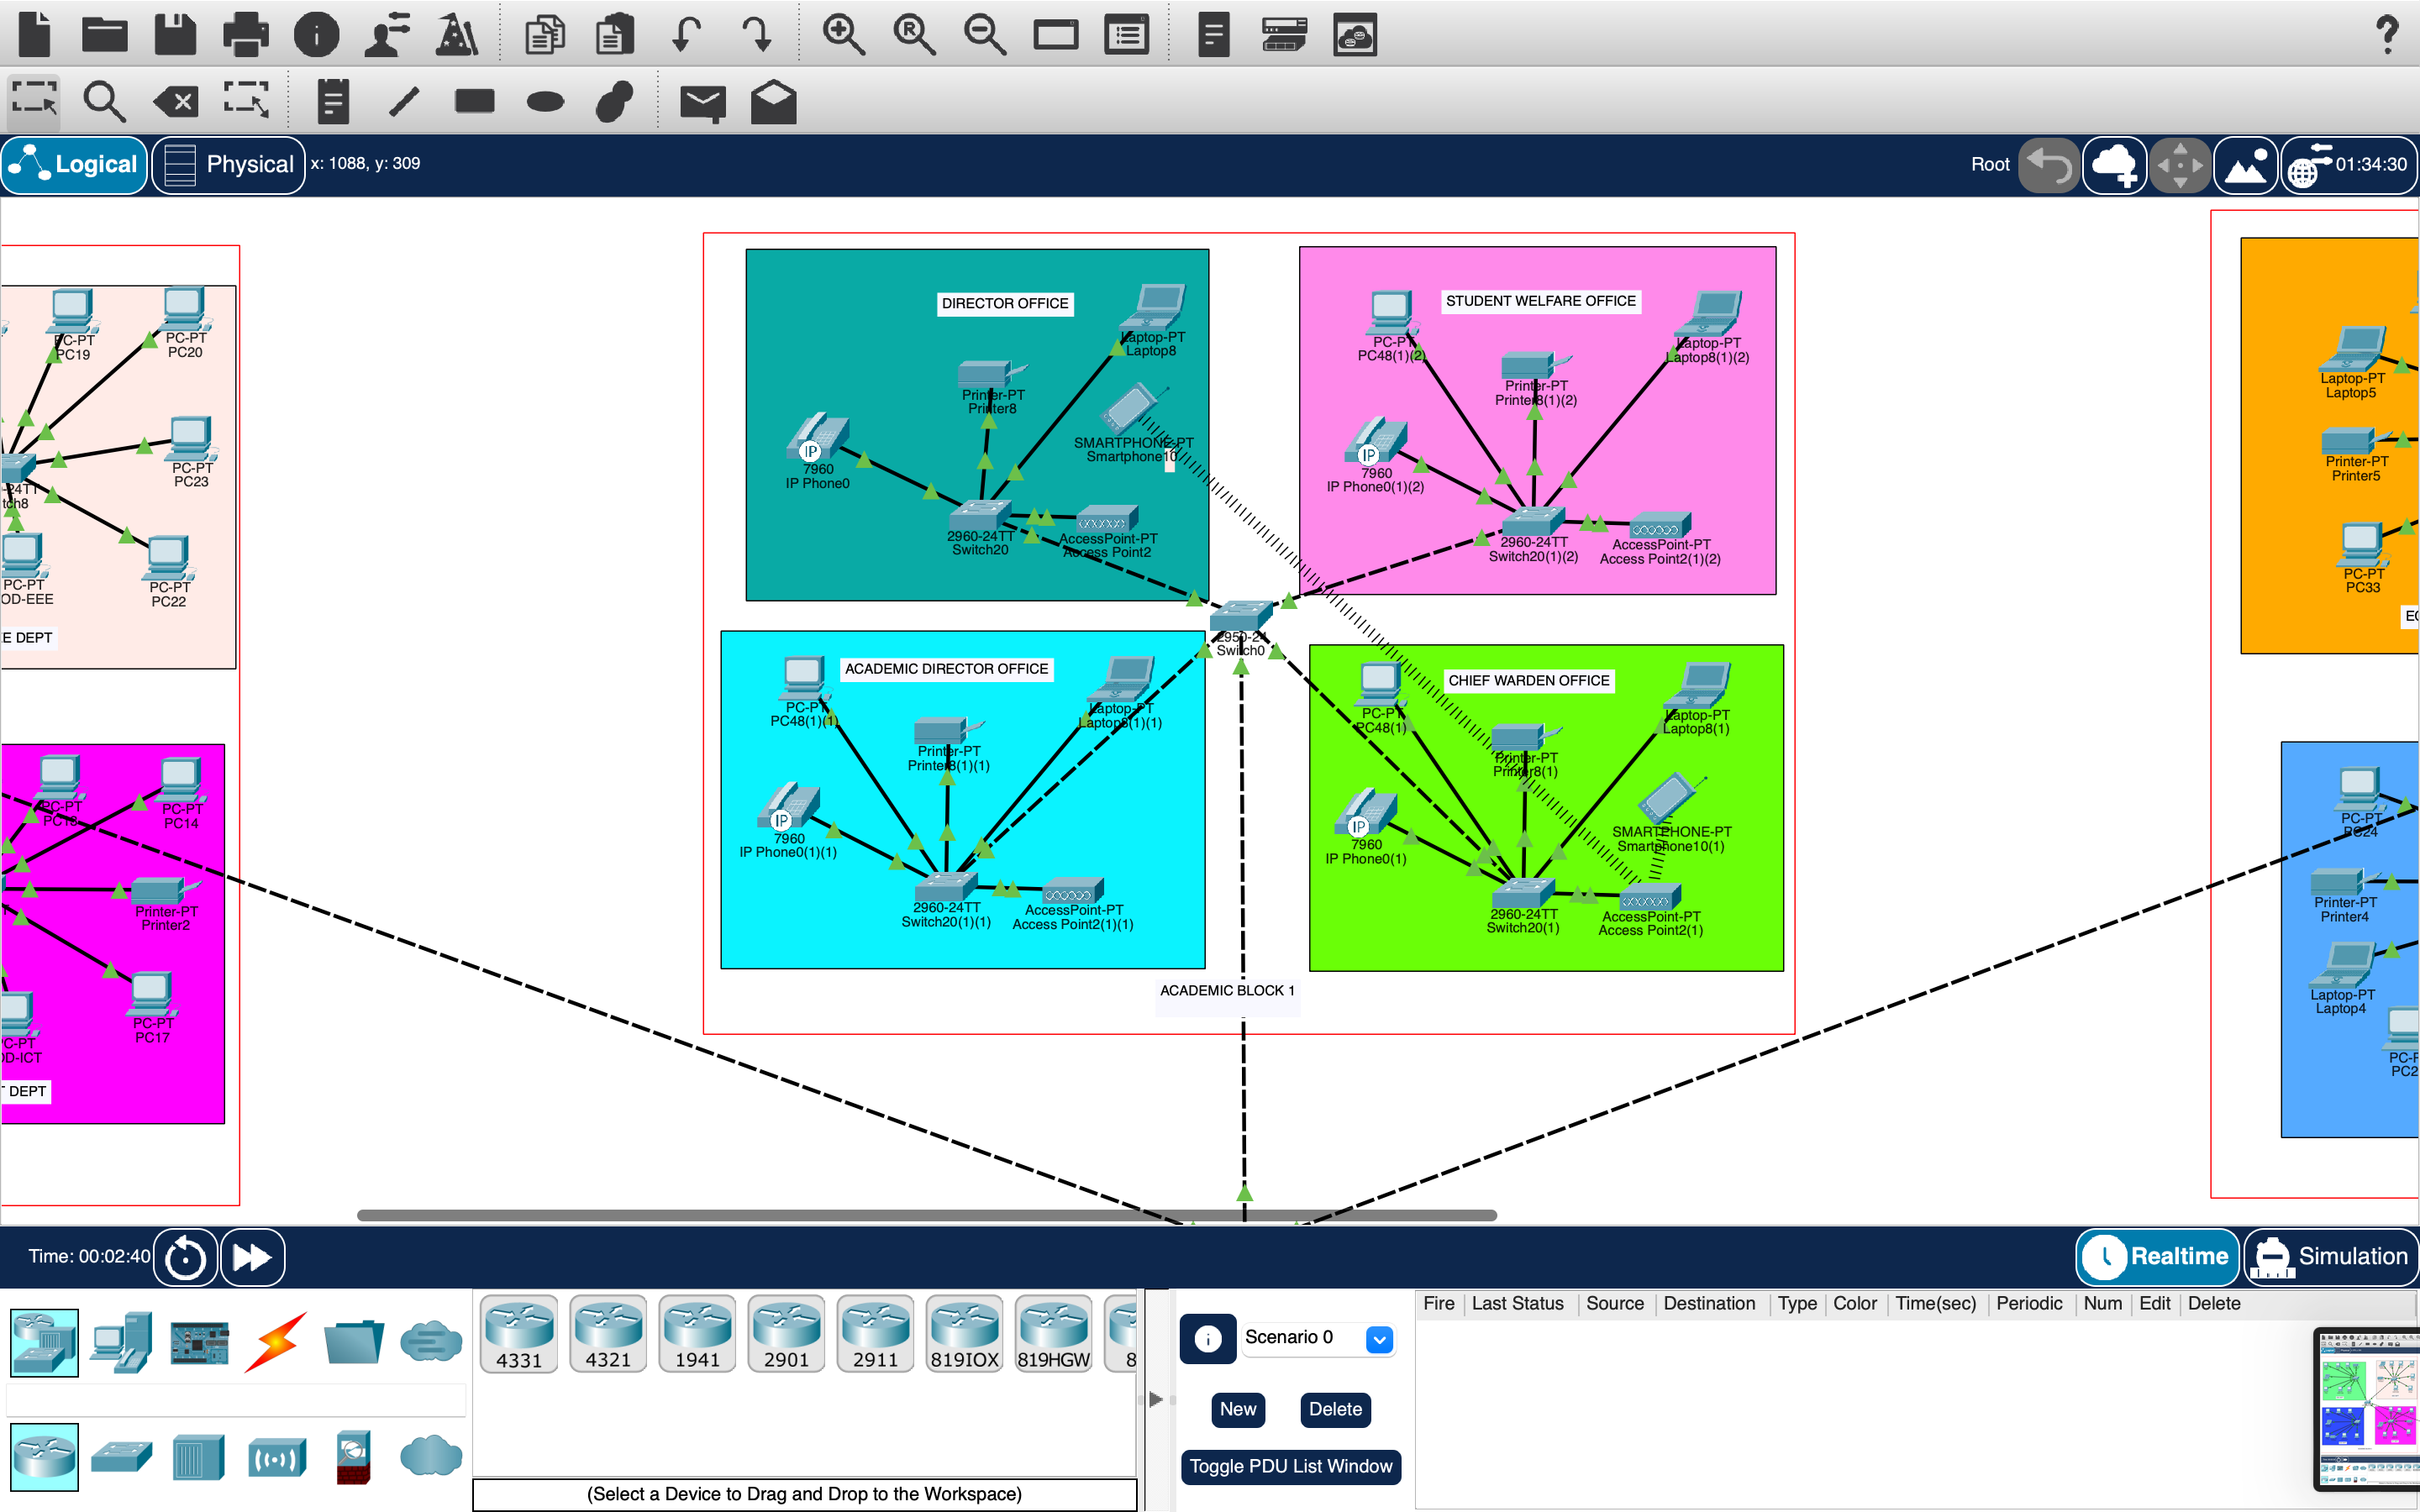 Logical
Physical
x: 1088, y: 309
Root
01:34:30
PC-PT
PC19
PC-PT
PC20
PC-PT
PC23
-24TT
tch8
PC-PT
OD-EEE
PC-PT
PC22
E DEPT
PC-PT
PC-PT
PC14
Printer-PT
Printer2
PC-PT
PC17
PC-PT
OD-ICT
T DEPT
DIRECTOR OFFICE
Laptop-PT
Laptop8
Printer-PT
Printer8
SMARTPHONE-PT
Smartphone10
IP
7960
IP Phone0
2960-24TT
Switch20
AccessPoint-PT
Access Point2
STUDENT WELFARE OFFICE
PC-PT
PC48(1)(2)
Laptop-PT
Laptop8(1)(2)
Printer-PT
Printer8(1)(2)
IP
7960
IP Phone0(1)(2)
2960-24TT
Switch20(1)(2)
AccessPoint-PT
Access Point2(1)(2)
2950-24
Switch0
ACADEMIC DIRECTOR OFFICE
PC-PT
PC48(1)(1)
Laptop-PT
Laptop8(1)(1)
Printer-PT
Printer8(1)(1)
IP
7960
IP Phone0(1)(1)
2960-24TT
Switch20(1)(1)
AccessPoint-PT
Access Point2(1)(1)
CHIEF WARDEN OFFICE
PC-PT
PC48(1)
Laptop-PT
Laptop8(1)
Printer-PT
Printer8(1)
SMARTPHONE-PT
Smartphone10(1)
IP
7960
IP Phone0(1)
2960-24TT
Switch20(1)
AccessPoint-PT
Access Point2(1)
ACADEMIC BLOCK 1
Laptop-PT
Laptop5
Printer-PT
Printer5
PC-PT
PC33
EC
PC-PT
PC24
Printer-PT
Printer4
Laptop-PT
Laptop4
PC-P
PC2
Time: 00:02:40
Realtime
Simulation
4331
4321
1941
2901
2911
819IOX
819HGW
8
(Select a Device to Drag and Drop to the Workspace)
Scenario 0
New
Delete
Toggle PDU List Window
Fire Last Status Source Destination Type Color Time(sec) Periodic Num Edit Delete